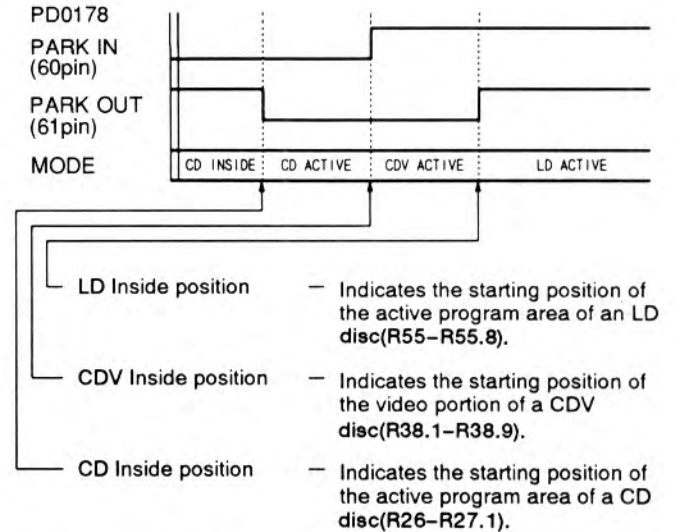 PD0178
PARK IN
(60pin)
PARK OUT
(61pin)
MODE
CD INSIDE CD ACTIVE CDV ACTIVE LD ACTIVE
LD Inside position — Indicates the starting position of
the active program area of an LD
disc(R55–R55.8).
CDV Inside position — Indicates the starting position of
the video portion of a CDV
disc(R38.1–R38.9).
CD Inside position — Indicates the starting position of
the active program area of a CD
disc(R26–R27.1).